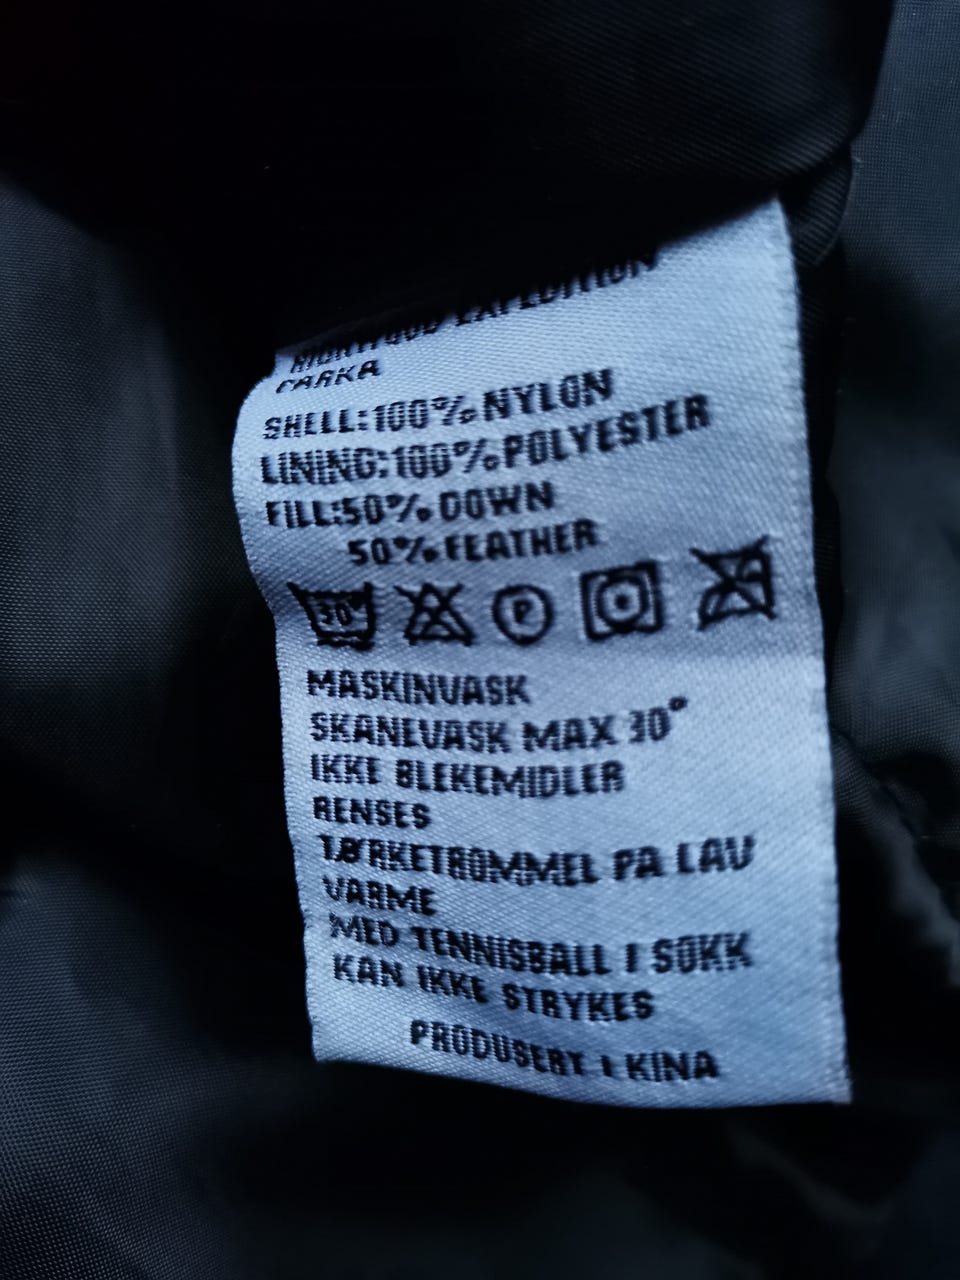 EXPEDITION
PARKA
SHELL:100% NYLON
LINING:100% POLYESTER
FILL:50% DOWN
50% FEATHER
30° P
MASKINVASK
SKANEVASK MAX 30°
IKKE BLEKEMIDLER
RENSES
TØRKETROMMEL PA LAV
VARME
MED TENNISBALL I SOKK
KAN IKKE STRYKES
PRODUSERT I KINA